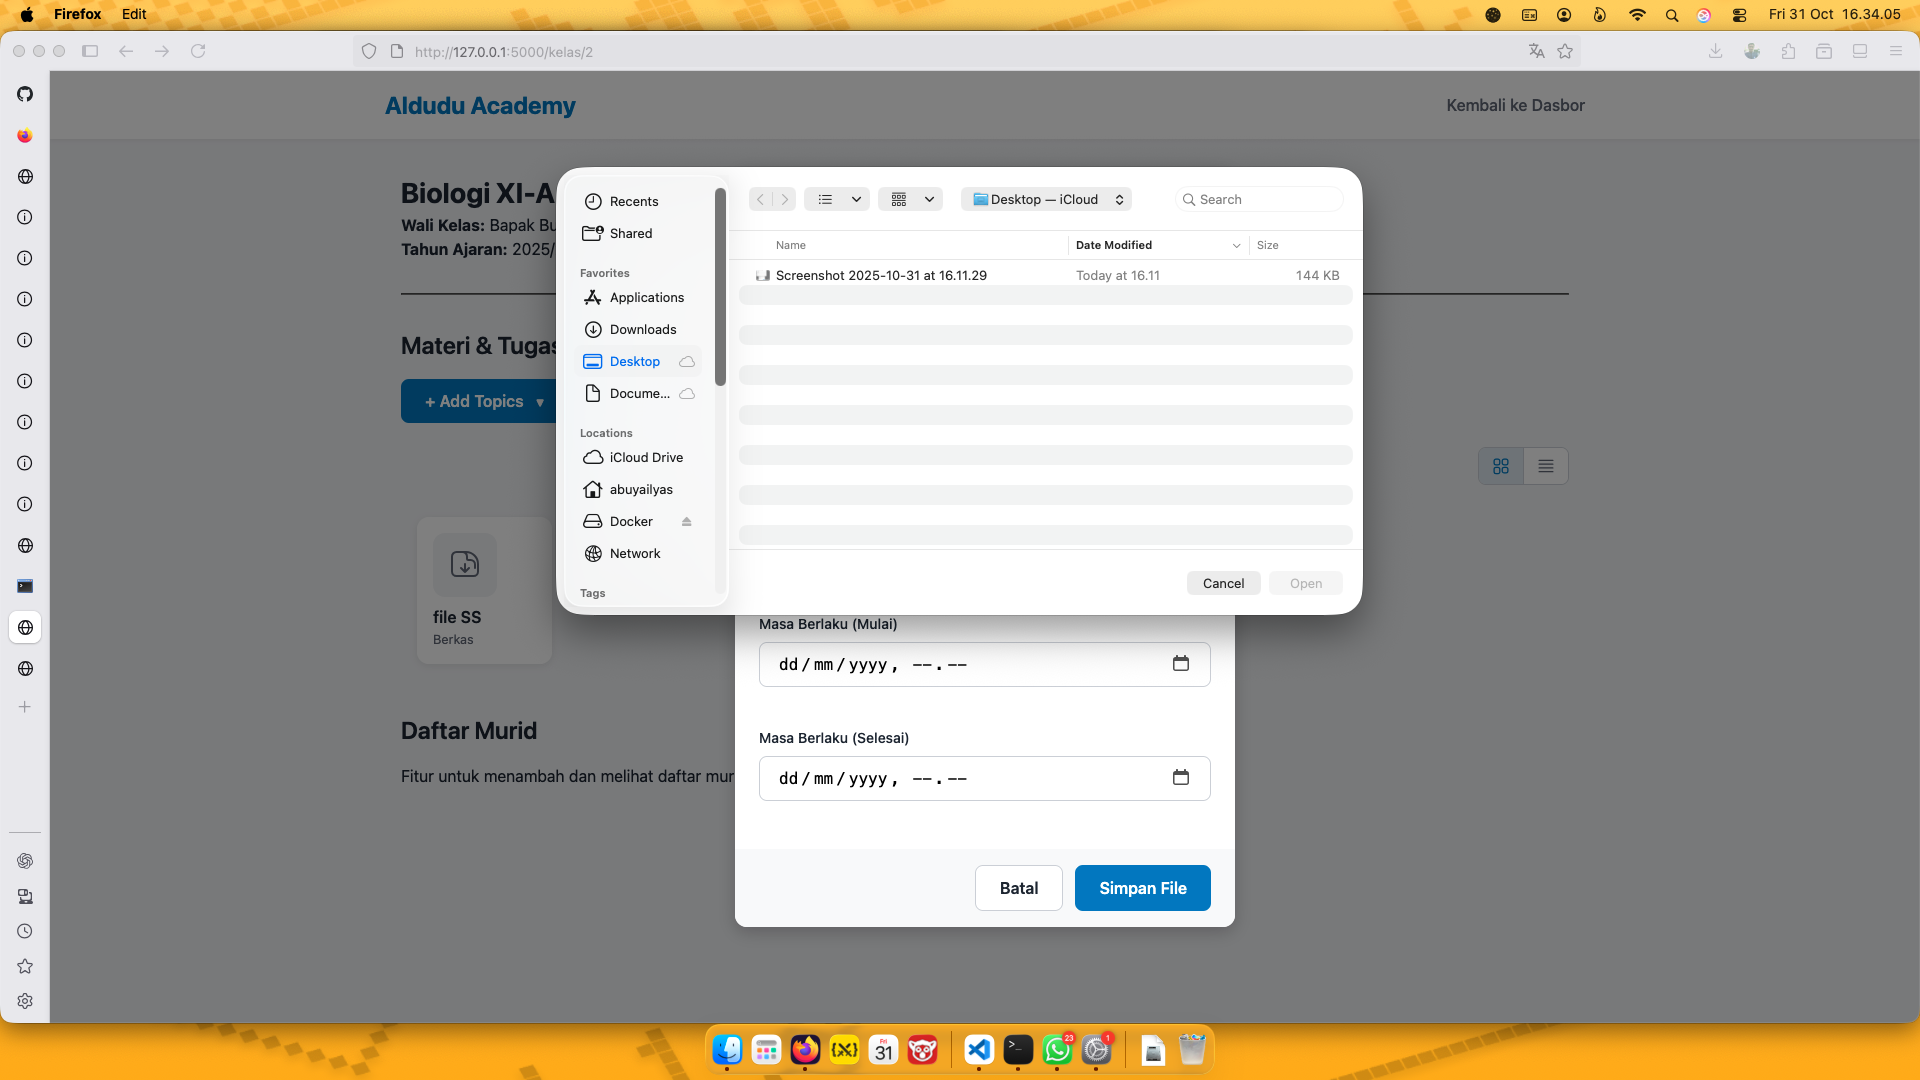 Firefox Edit
Fri 31 Oct 16.34.05
http://127.0.0.1:5000/kelas/2
Aldudu Academy
Kembali ke Dasbor
Biologi XI-A
Wali Kelas: Bapak Bu
Tahun Ajaran: 2025/
Materi & Tugas
+ Add Topics
file SS
Berkas
Daftar Murid
Fitur untuk menambah dan melihat daftar mur
Recents
Shared
Favorites
Applications
Downloads
Desktop
Docume...
Locations
iCloud Drive
abuyailyas
Docker
Network
Tags
Desktop — iCloud
Search
Name Date Modified Size
Screenshot 2025-10-31 at 16.11.29 Today at 16.11 144 KB
Cancel Open
Masa Berlaku (Mulai)
dd/mm/yyyy, --.--
Masa Berlaku (Selesai)
dd/mm/yyyy, --.--
Batal Simpan File
Fri
31
23
1